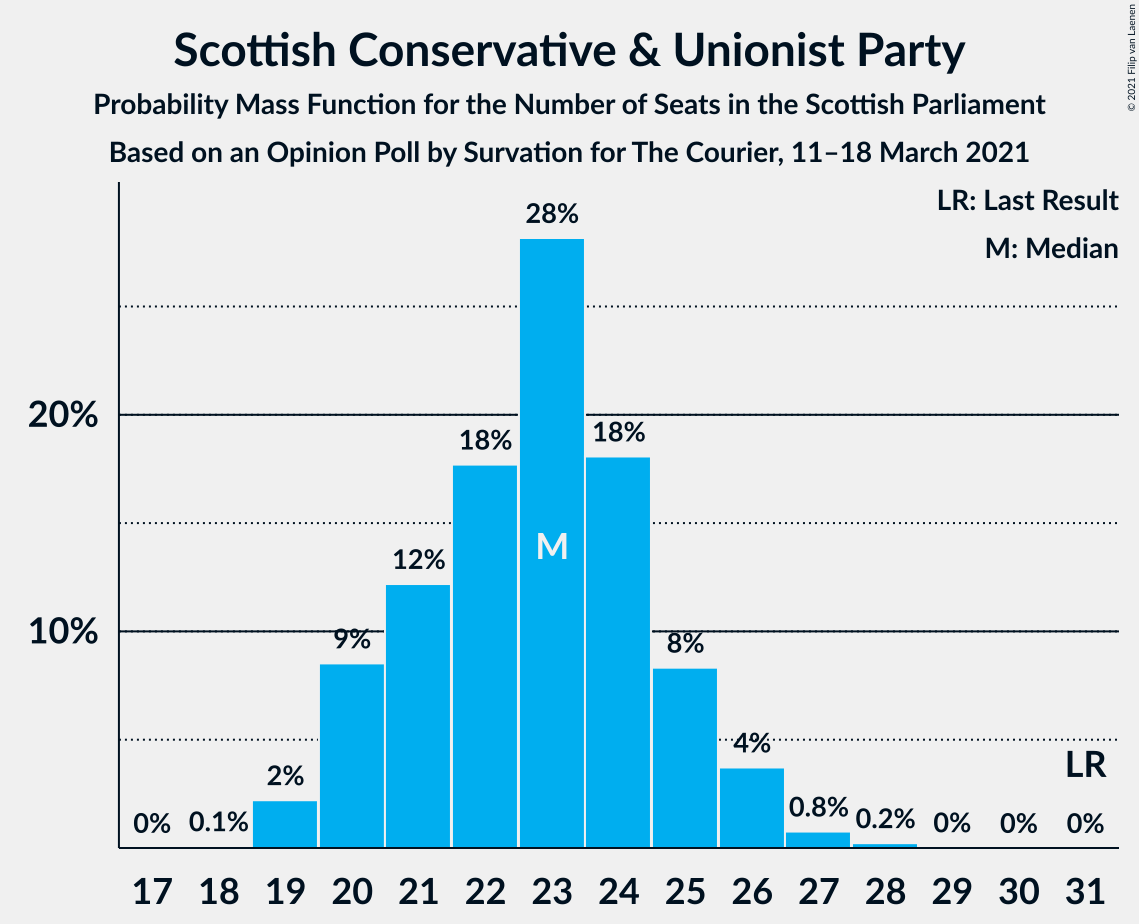 Scottish Conservative & Unionist Party
Probability Mass Function for the Number of Seats in the Scottish Parliament
Based on an Opinion Poll by Survation for The Courier, 11–18 March 2021
© 2021 Filip van Laenen
LR: Last Result
M: Median
28%
20%
18%
18%
M
12%
10%
9%
8%
4%
LR
2%
0.8%
0.2%
0%
0.1%
0%
0%
0%
17 18 19 20 21 22 23 24 25 26 27 28 29 30 31